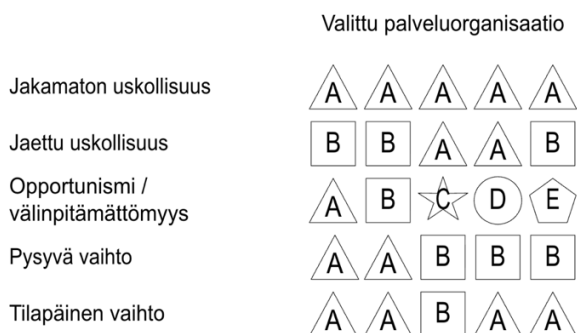 Valittu palveluorganisaatio
Jakamaton uskollisuus A A A A A
Jaettu uskollisuus B B A A B
Opportunismi /
välinpitämättömyys A B C D E
Pysyvä vaihto A A B B B
Tilapäinen vaihto A A B A A